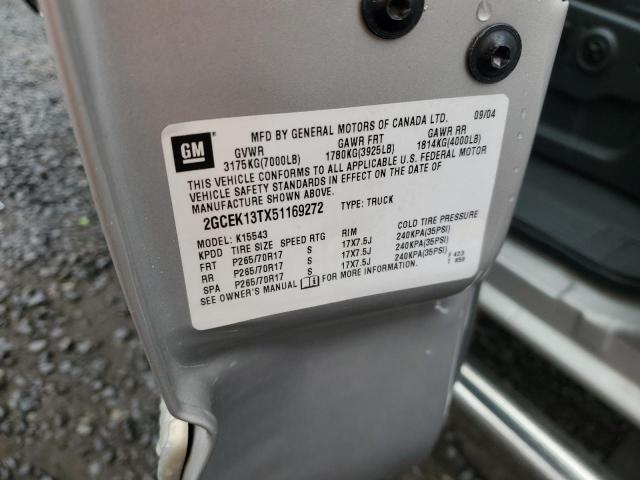 GM
MFD BY GENERAL MOTORS OF CANADA LTD. 09/04
GVWR GAWR FRT GAWR RR
3175KG(7000LB) 1780KG(3925LB) 1814KG(4000LB)
THIS VEHICLE CONFORMS TO ALL APPLICABLE U.S. FEDERAL MOTOR
VEHICLE SAFETY STANDARDS IN EFFECT ON THE DATE OF
MANUFACTURE SHOWN ABOVE.
2GCEK13TX51169272 TYPE: TRUCK
MODEL: K15543
KPDD TIRE SIZE SPEED RTG RIM COLD TIRE PRESSURE
FRT P265/70R17 S 17X7.5J 240KPA(35PSI)
RR P265/70R17 S 17X7.5J 240KPA(35PSI)
SPA P265/70R17 S 17X7.5J 240KPA(35PSI)
SEE OWNER'S MANUAL FOR MORE INFORMATION.